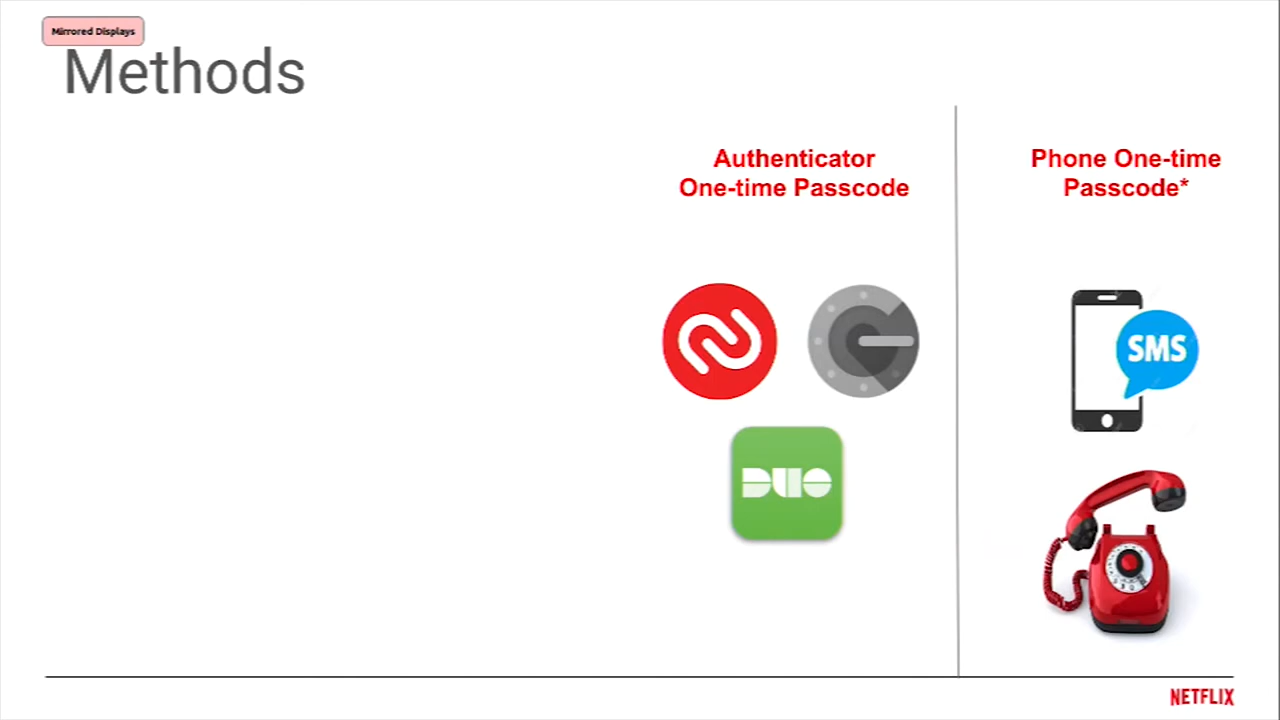 Mirrored Displays
Methods
Authenticator
One-time Passcode
Phone One-time
Passcode*
SMS
DUO
NETFLIX